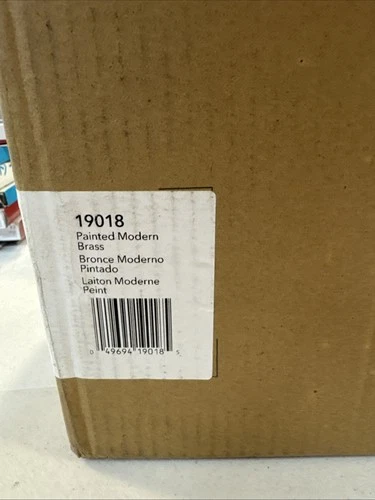 19018
Painted Modern
Brass
Bronce Moderno
Pintado
Laiton Moderne
Peint
0 49694 19018 5